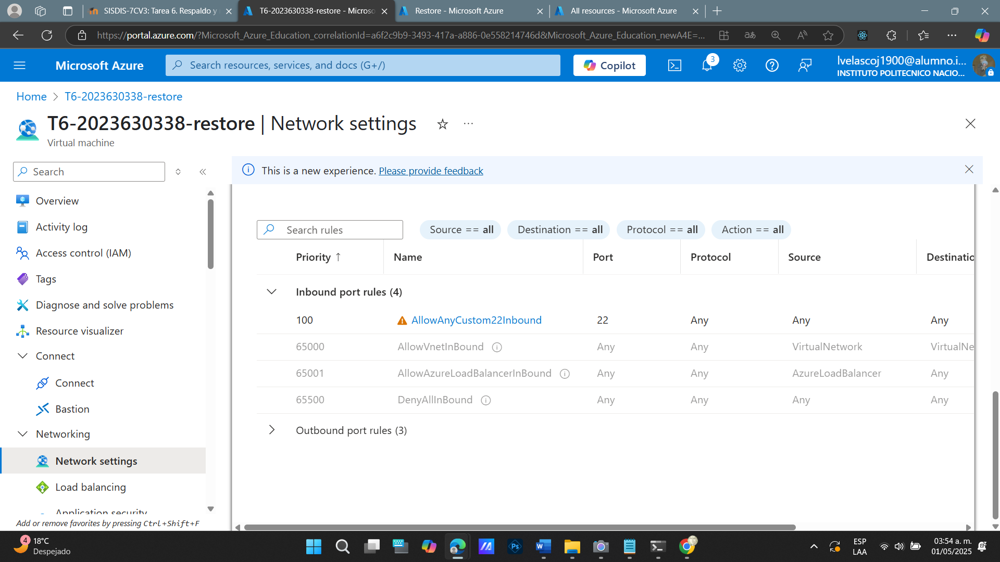 SISDIS-7CV3: Tarea 6. Respaldo y
T6-2023630338-restore - Microso
Restore - Microsoft Azure
All resources - Microsoft Azure
https://portal.azure.com/?Microsoft_Azure_Education_correlationId=a6f2c9b9-3493-417a-a886-0e558214746d&Microsoft_Azure_Education_newA4E=...
Microsoft Azure
Search resources, services, and docs (G+/)
Copilot
3
lvelascoj1900@alumno.i...
INSTITUTO POLITECNICO NACIO...
Home > T6-2023630338-restore
T6-2023630338-restore | Network settings
Virtual machine
Search
This is a new experience. Please provide feedback
Overview
Activity log
Access control (IAM)
Tags
Diagnose and solve problems
Resource visualizer
Connect
Connect
Bastion
Networking
Network settings
Load balancing
Application security
Add or remove favorites by pressing Ctrl+Shift+F
Search rules
Source == all
Destination == all
Protocol == all
Action == all
Priority ↑ Name Port Protocol Source Destinatio
Inbound port rules (4)
100 AllowAnyCustom22Inbound 22 Any Any Any
65000 AllowVnetInBound Any Any VirtualNetwork VirtualNe
65001 AllowAzureLoadBalancerInBound Any Any AzureLoadBalancer Any
65500 DenyAllInBound Any Any Any Any
Outbound port rules (3)
4
18°C
Despejado
Ps
W
ESP
LAA
03:54 a. m.
01/05/2025